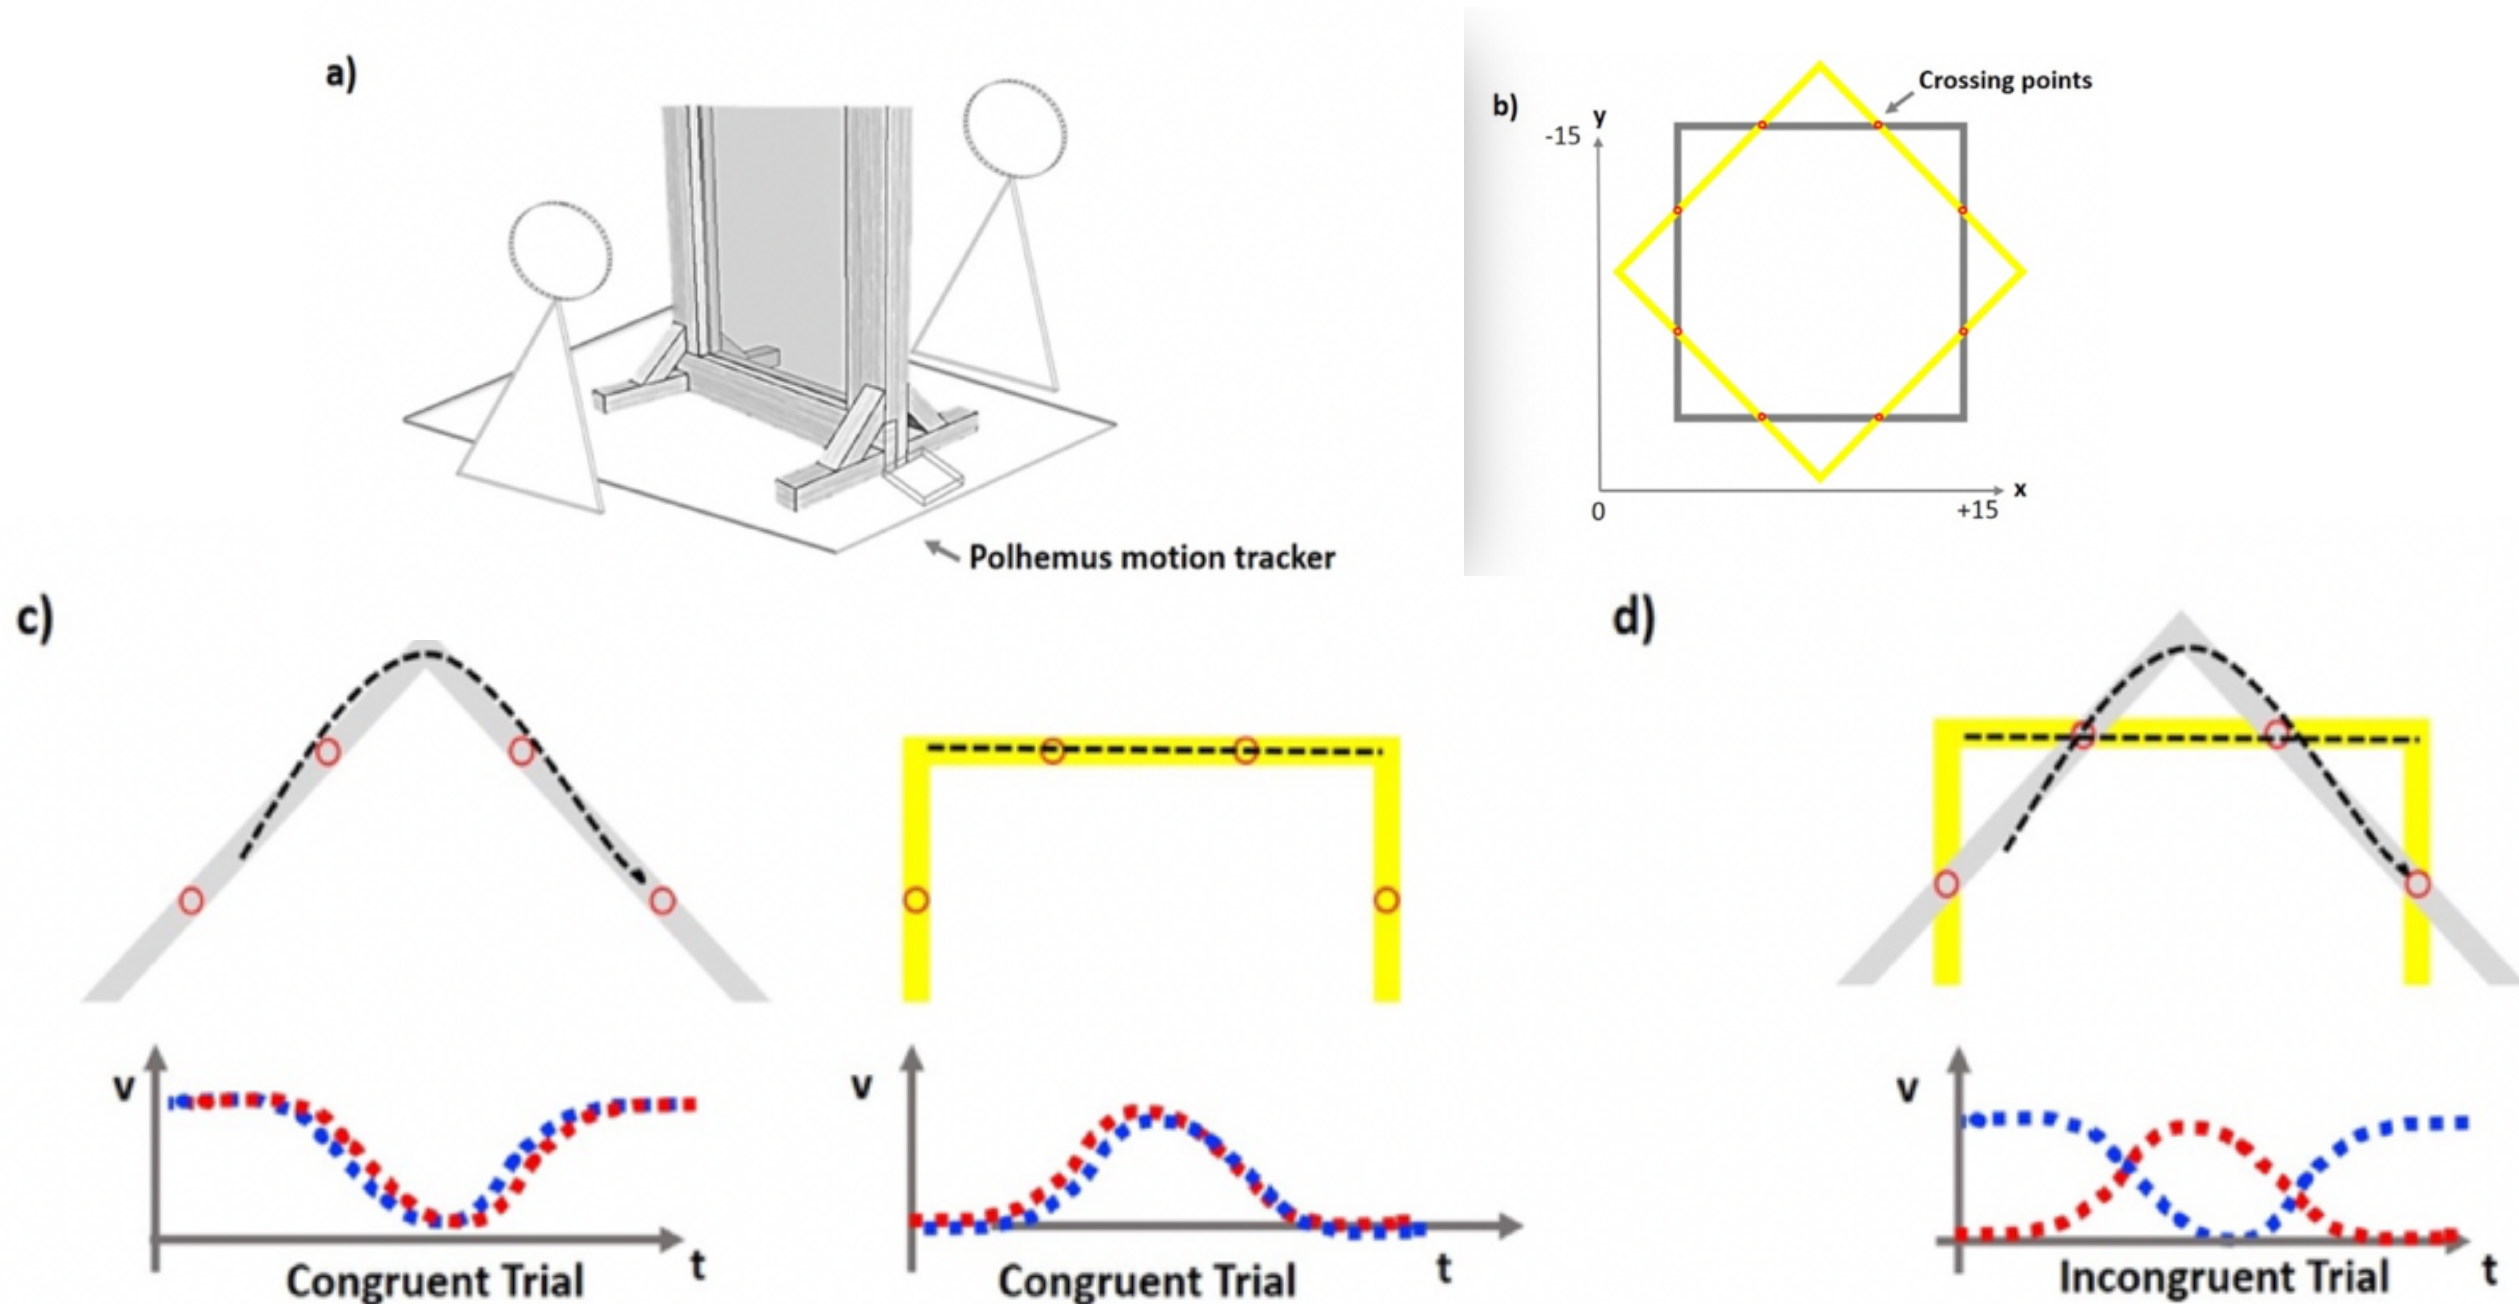 a)
Polhemus motion tracker
b)
Crossing points
y
-15
x
0
+15
c)
d)
v
t
Congruent Trial
v
t
Congruent Trial
v
t
Incongruent Trial